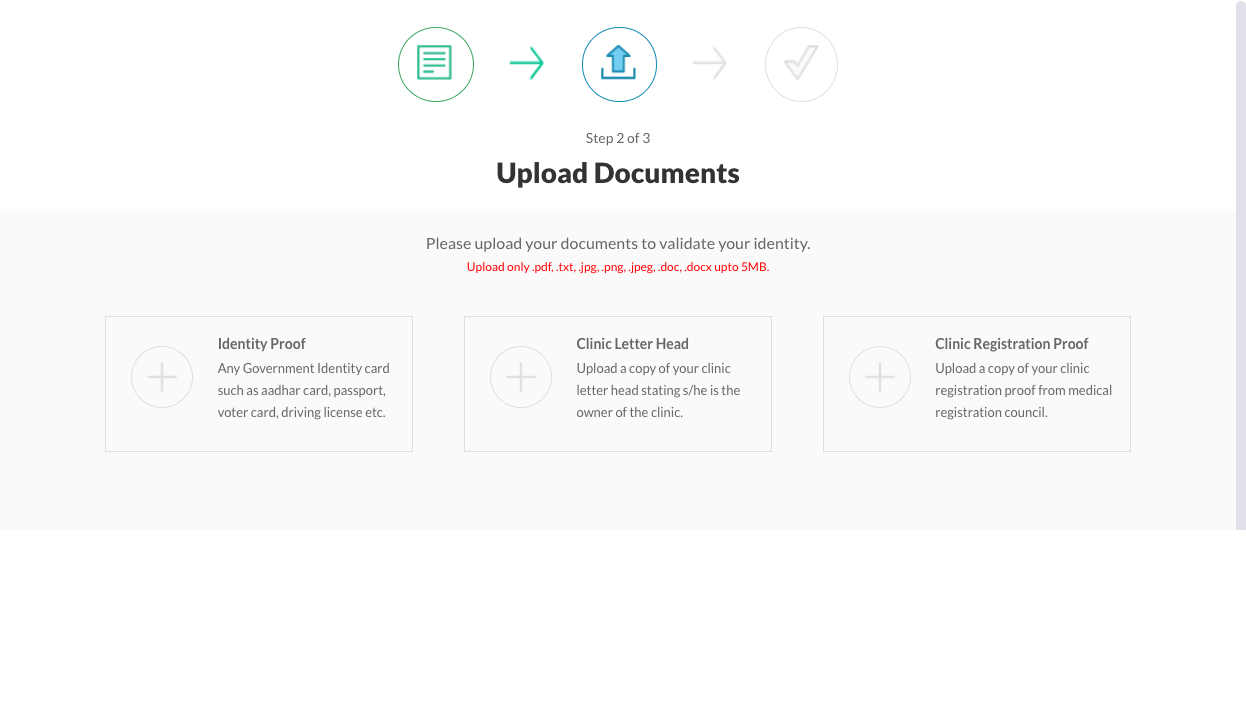 Step 2 of 3
Upload Documents
Please upload your documents to validate your identity.
Upload only .pdf, .txt, .jpg, .png, .jpeg, .doc, .docx upto 5MB.
Identity Proof
Any Government Identity card
such as aadhar card, passport,
voter card, driving license etc.
Clinic Letter Head
Upload a copy of your clinic
letter head stating s/he is the
owner of the clinic.
Clinic Registration Proof
Upload a copy of your clinic
registration proof from medical
registration council.